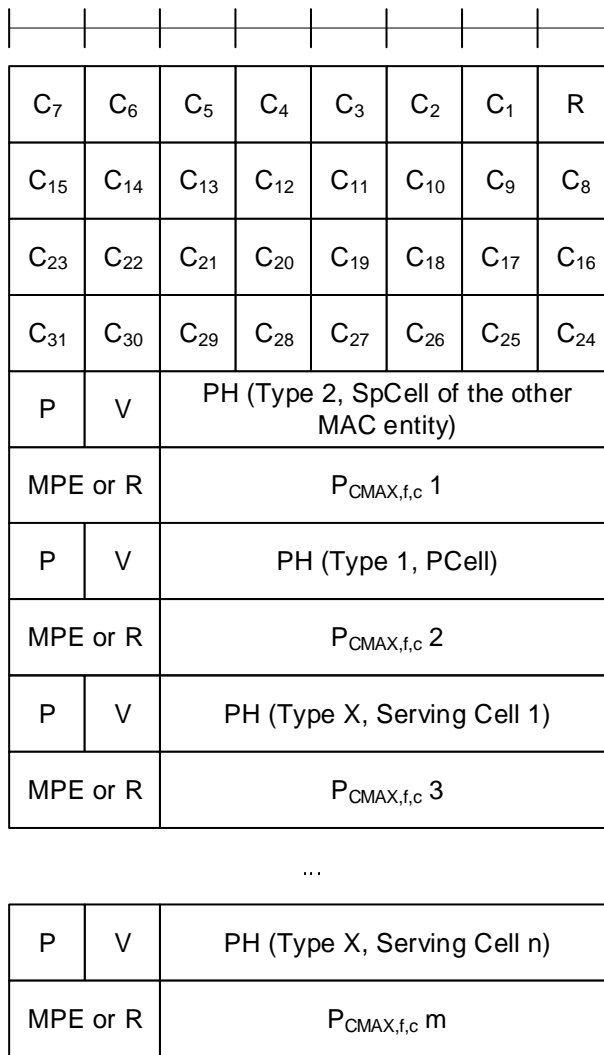 C7 C6 C5 C4 C3 C2 C1 R
C15 C14 C13 C12 C11 C10 C9 C8
C23 C22 C21 C20 C19 C18 C17 C16
C31 C30 C29 C28 C27 C26 C25 C24
P V PH (Type 2, SpCell of the other
MAC entity)
MPE or R PCMAX,f,c 1
P V PH (Type 1, PCell)
MPE or R PCMAX,f,c 2
P V PH (Type X, Serving Cell 1)
MPE or R PCMAX,f,c 3
...
P V PH (Type X, Serving Cell n)
MPE or R PCMAX,f,c m